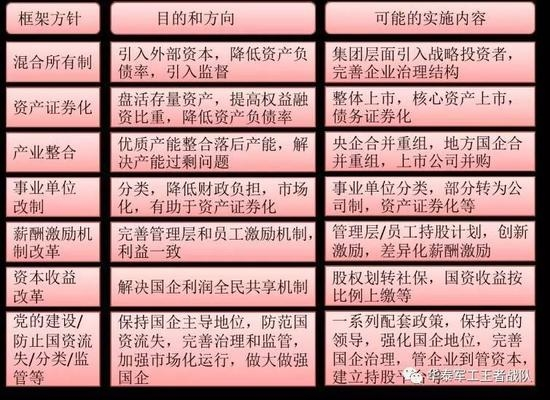 框架方针
目的和方向
可能的实施内容
混合所有制
引入外部资本，降低资产负
债率，引入监督
集团层面引入战略投资者，
完善企业治理结构
资产证券化
盘活存量资产，提高权益融
资比重，降低资产负债率
整体上市，核心资产上市，
债务证券化
产业整合
优质产能整合落后产能，解
决产能过剩问题
央企合并重组，地方国企合
并重组，上市公司并购
事业单位
改制
分类，降低财政负担，市场
化，有助于资产证券化
事业单位分类，部分转为公
司制，资产证券化等
薪酬激励机
制改革
完善管理层和员工激励机制，
利益一致
管理层/员工持股计划，创新
激励，差异化薪酬激励
资本收益
改革
解决国企利润全民共享机制
股权划转社保，国资收益按
比例上缴等
党的建设/
防止国资流
失/分类/监
管等
保持国企主导地位，防范国
资流失，完善治理和监管，
加强市场化运行，做大做强
国企
一系列配套政策，保持党的
领导，强化国企地位，完善
国企治理，管企业到管资本，
建立持股平台等
华泰军工王者战队